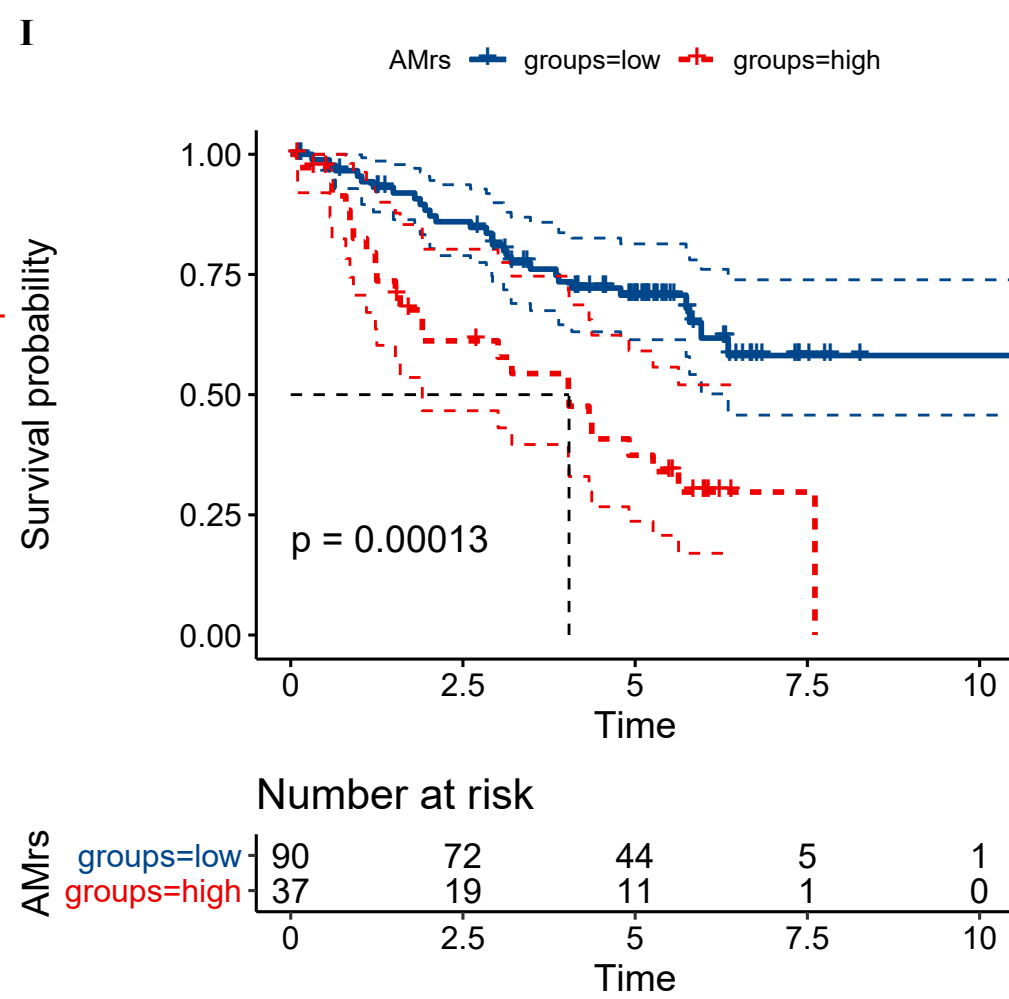 I
AMrs groups=low groups=high
Survival probability
1.00
0.75
0.50
0.25
0.00
p = 0.00013
0 2.5 5 7.5 10
Time
Number at risk
AMrs
groups=low 90 72 44 5 1
groups=high 37 19 11 1 0
0 2.5 5 7.5 10
Time